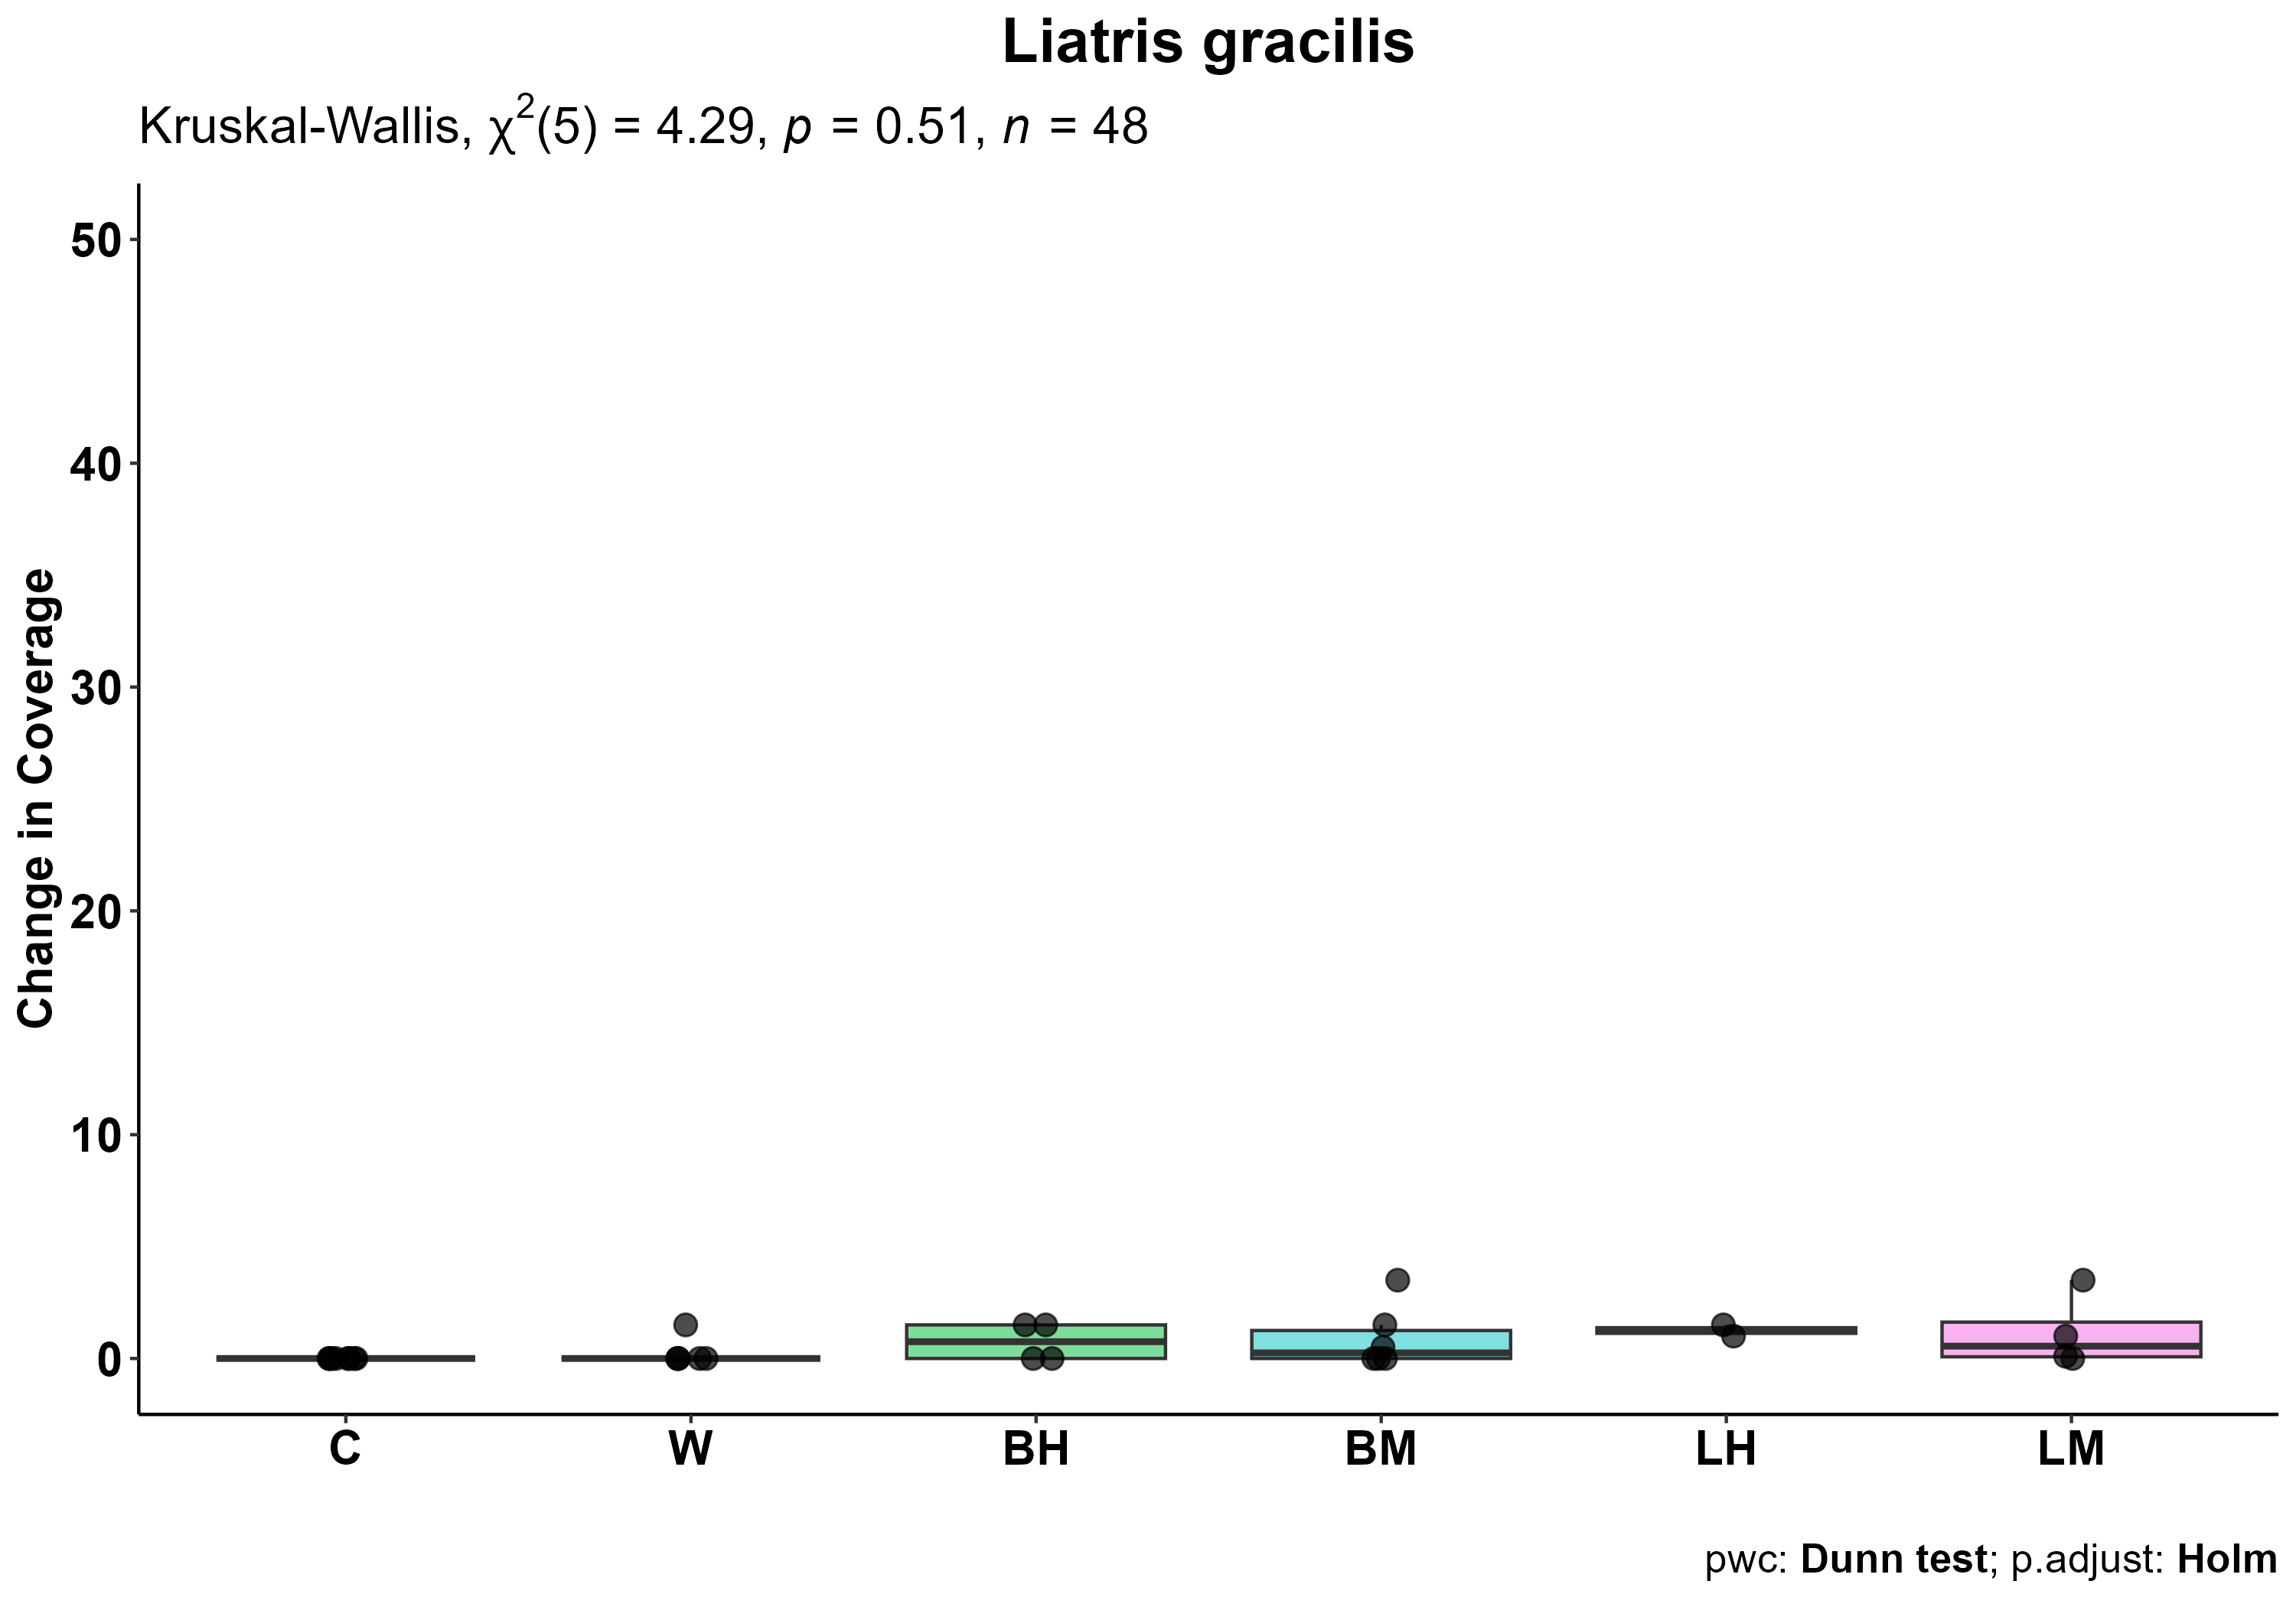 Liatris gracilis
Kruskal-Wallis, χ²(5) = 4.29, p = 0.51, n = 48
Change in Coverage
50
40
30
20
10
0
C W BH BM LH LM
pwc: Dunn test; p.adjust: Holm